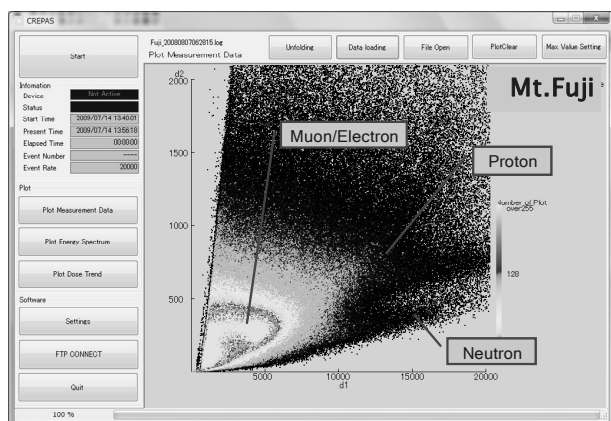 CREPAS
Start
Fuji_20080807062815.log
Plot Measurement Data
Unfolding
Data loading
File Open
PlotClear
Max Value Setting
Infomation
Device Not Active
Status
Start Time 2009/07/14 13:40:01
Present Time 2009/07/14 13:56:18
Elapsed Time 00:00:00
Event Number ----
Event Rate 20000
Plot
Plot Measurement Data
Plot Energy Spectrum
Plot Dose Trend
Software
Settings
FTP CONNECT
Quit
100 %
d2
2000
1500
1000
500
5000
10000
15000
20000
d1
Mt.Fuji
Muon/Electron
Proton
Neutron
Number of Plot
over255
128